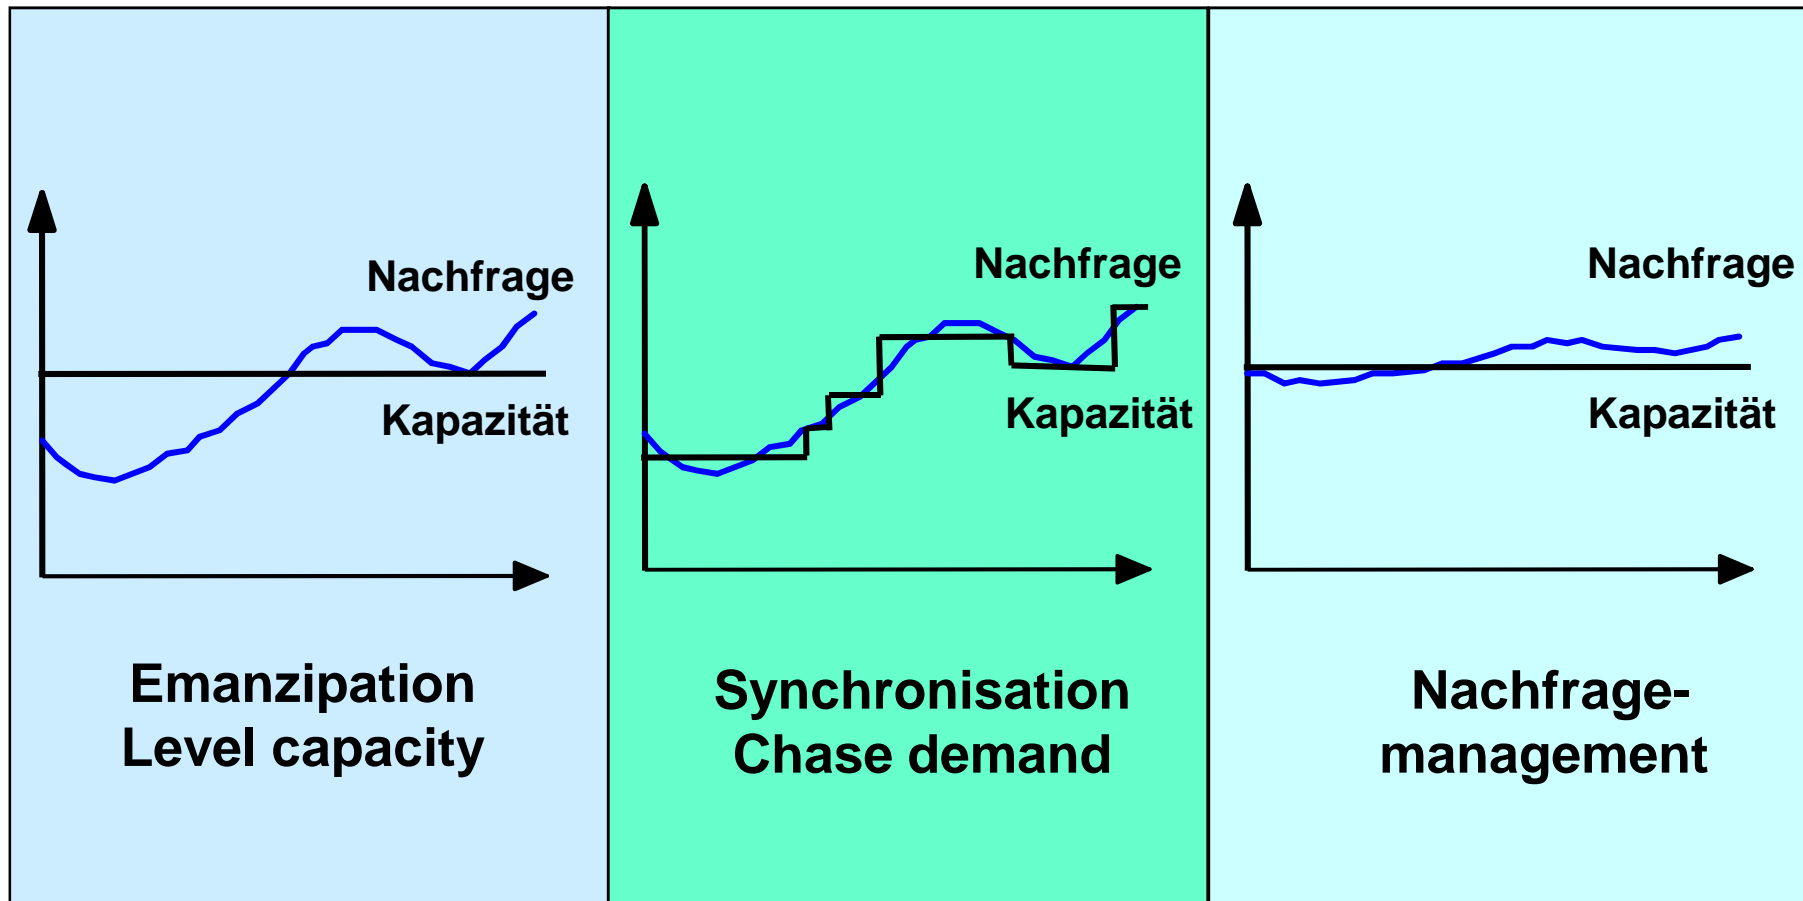 Nachfrage
Kapazität
Emanzipation
Level capacity
Nachfrage
Kapazität
Synchronisation
Chase demand
Nachfrage
Kapazität
Nachfrage-
management